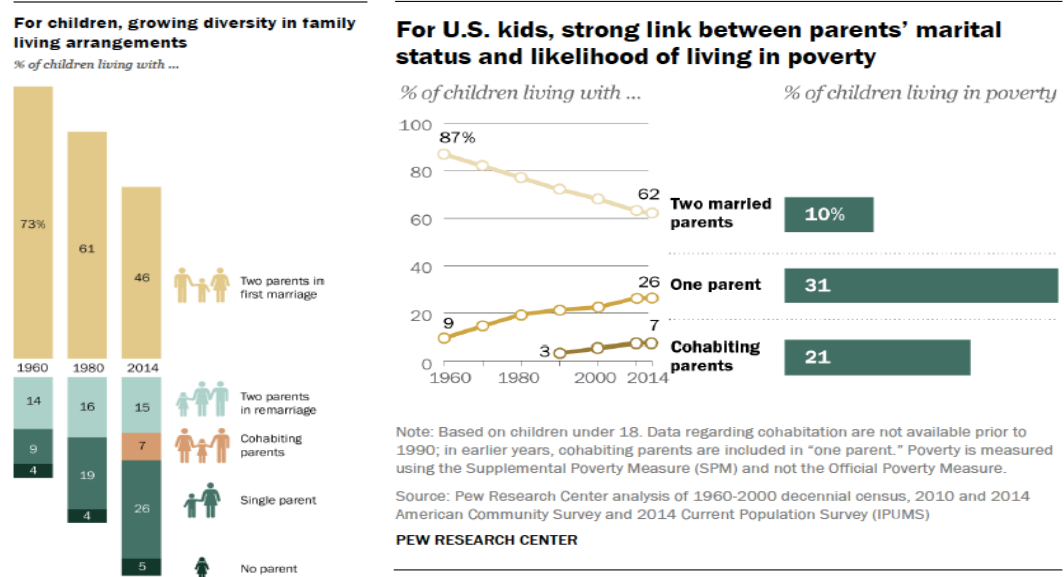 For children, growing diversity in family
living arrangements
% of children living with ...
73%
61
46
Two parents in
first marriage
1960 1980 2014
14 16 15
Two parents
in remarriage
7
Cohabiting
parents
9 19 26
Single parent
4 4 5
No parent
For U.S. kids, strong link between parents’ marital
status and likelihood of living in poverty
% of children living with ...
% of children living in poverty
100
80
60
40
20
0
87%
62
9
26
3
7
1960 1980 2000 2014
Two married
parents
10%
One parent
31
Cohabiting
parents
21
Note: Based on children under 18. Data regarding cohabitation are not available prior to
1990; in earlier years, cohabiting parents are included in “one parent.” Poverty is measured
using the Supplemental Poverty Measure (SPM) and not the Official Poverty Measure.
Source: Pew Research Center analysis of 1960-2000 decennial census, 2010 and 2014
American Community Survey and 2014 Current Population Survey (IPUMS)
PEW RESEARCH CENTER